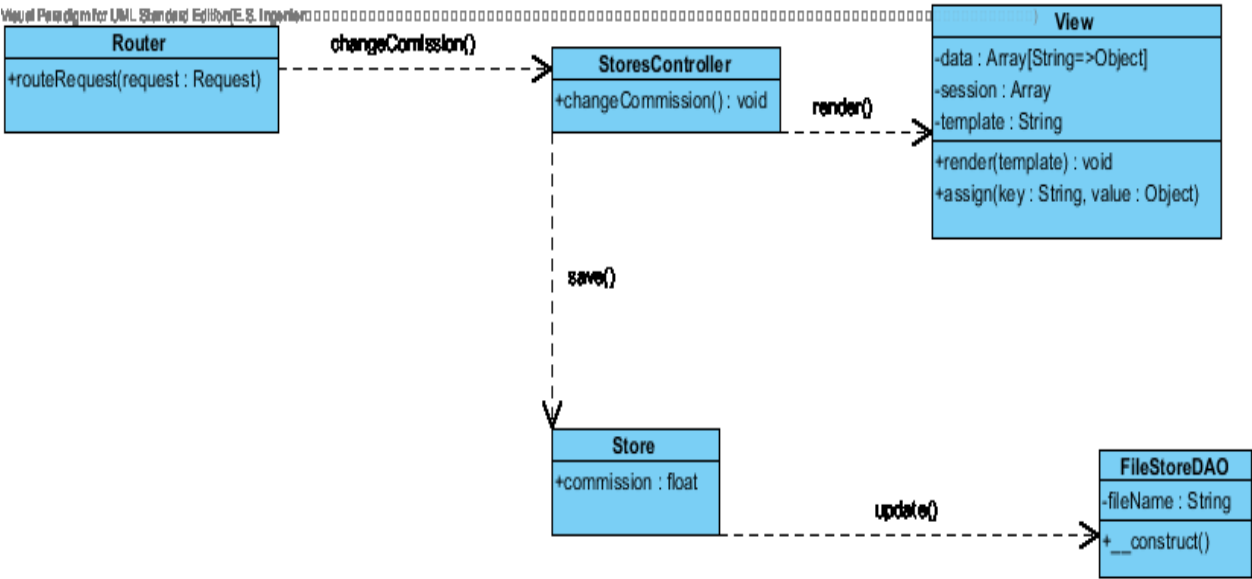 Visual Paradigm for UML Standard Edition(E.S. Ingenier
Router
+routeRequest(request : Request)
changeComission()
StoresController
+changeCommission() : void
render()
View
-data : Array[String=>Object]
-session : Array
-template : String
+render(template) : void
+assign(key : String, value : Object)
save()
Store
+commission : float
update()
FileStoreDAO
-fileName : String
+__construct()